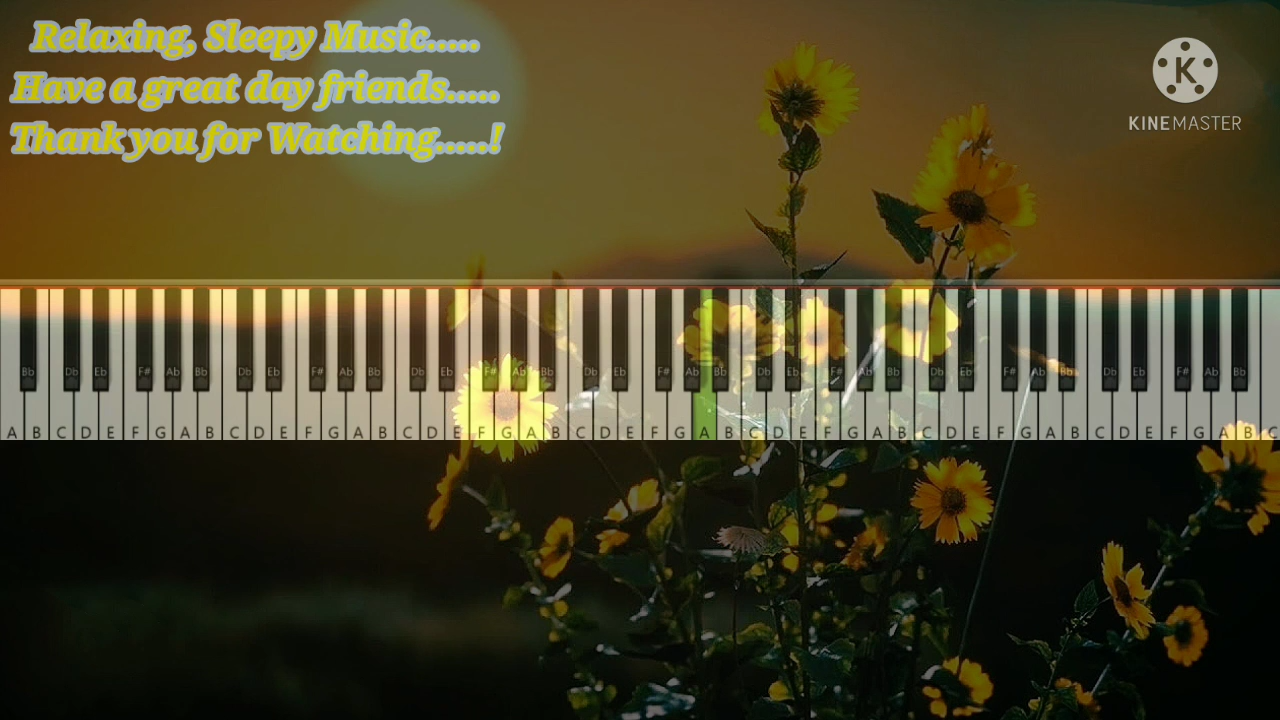 Relaxing, Sleepy Music.....
Have a great day friends.....
Thank you for Watching.....!
K
KINEMASTER
Bb Db Eb F# Ab Bb Db Eb F# Ab Bb Db Eb F# Ab Bb Db Eb F# Ab Bb Db Eb F# Ab Bb Db Eb F# Ab Bb Db Eb F# Ab Bb
A B C D E F G A B C D E F G A B C D E F G A B C D E F G A B C D E F G A B C D E F G A B C D E F G A B C